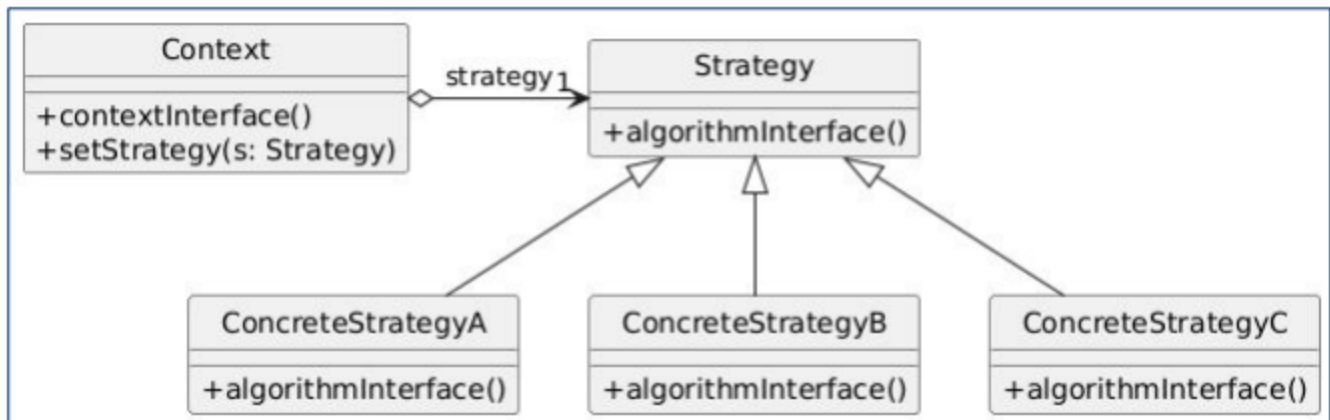 Context
+contextInterface()
+setStrategy(s: Strategy)
strategy 1
Strategy
+algorithmInterface()
ConcreteStrategyA
+algorithmInterface()
ConcreteStrategyB
+algorithmInterface()
ConcreteStrategyC
+algorithmInterface()